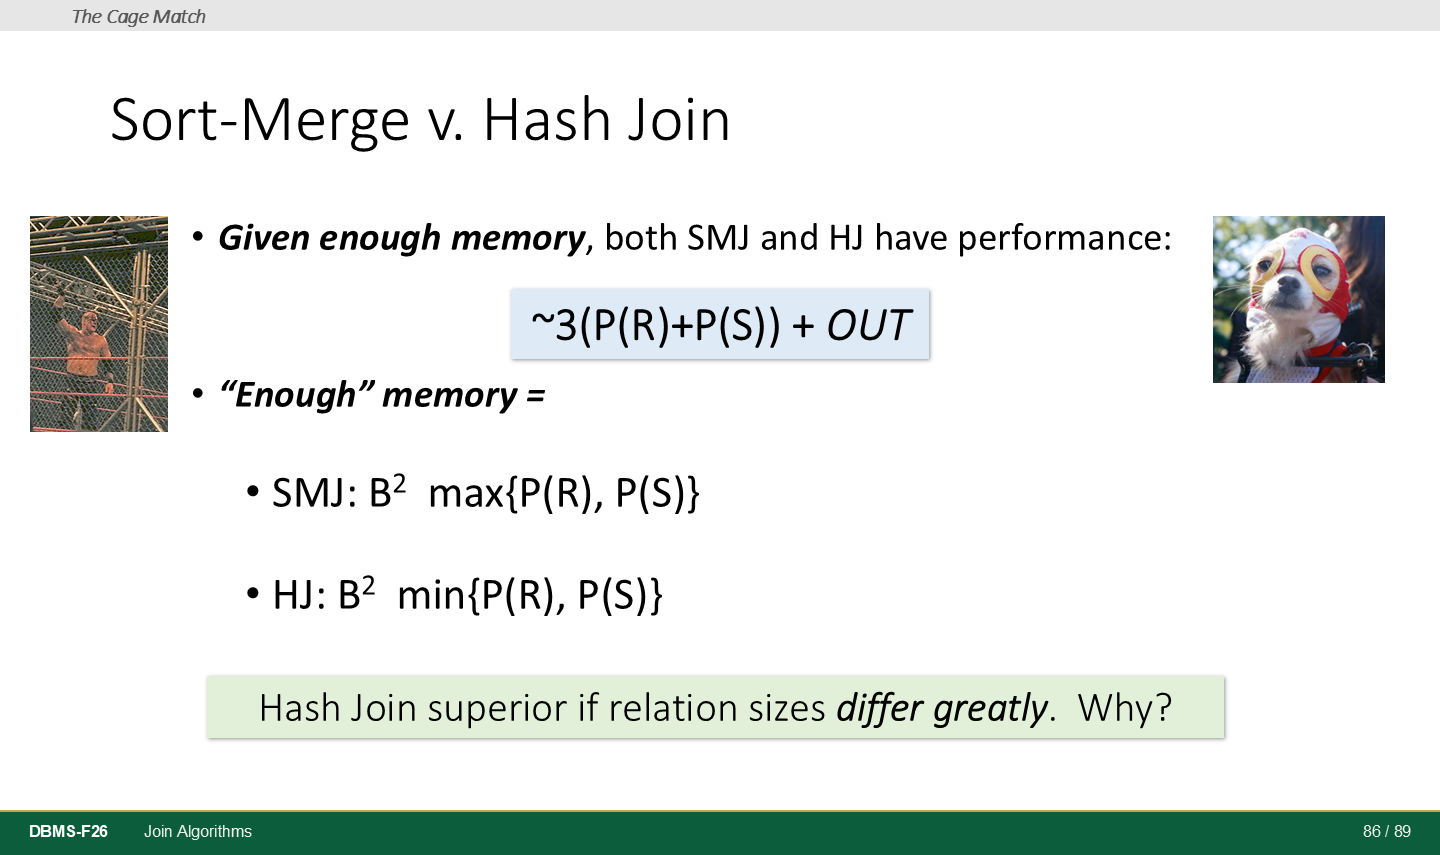 The Cage Match
Sort-Merge v. Hash Join
• Given enough memory, both SMJ and HJ have performance:
~3(P(R)+P(S)) + OUT
• “Enough” memory =
• SMJ: B² max{P(R), P(S)}
• HJ: B² min{P(R), P(S)}
Hash Join superior if relation sizes differ greatly. Why?
DBMS-F26 Join Algorithms 86 / 89